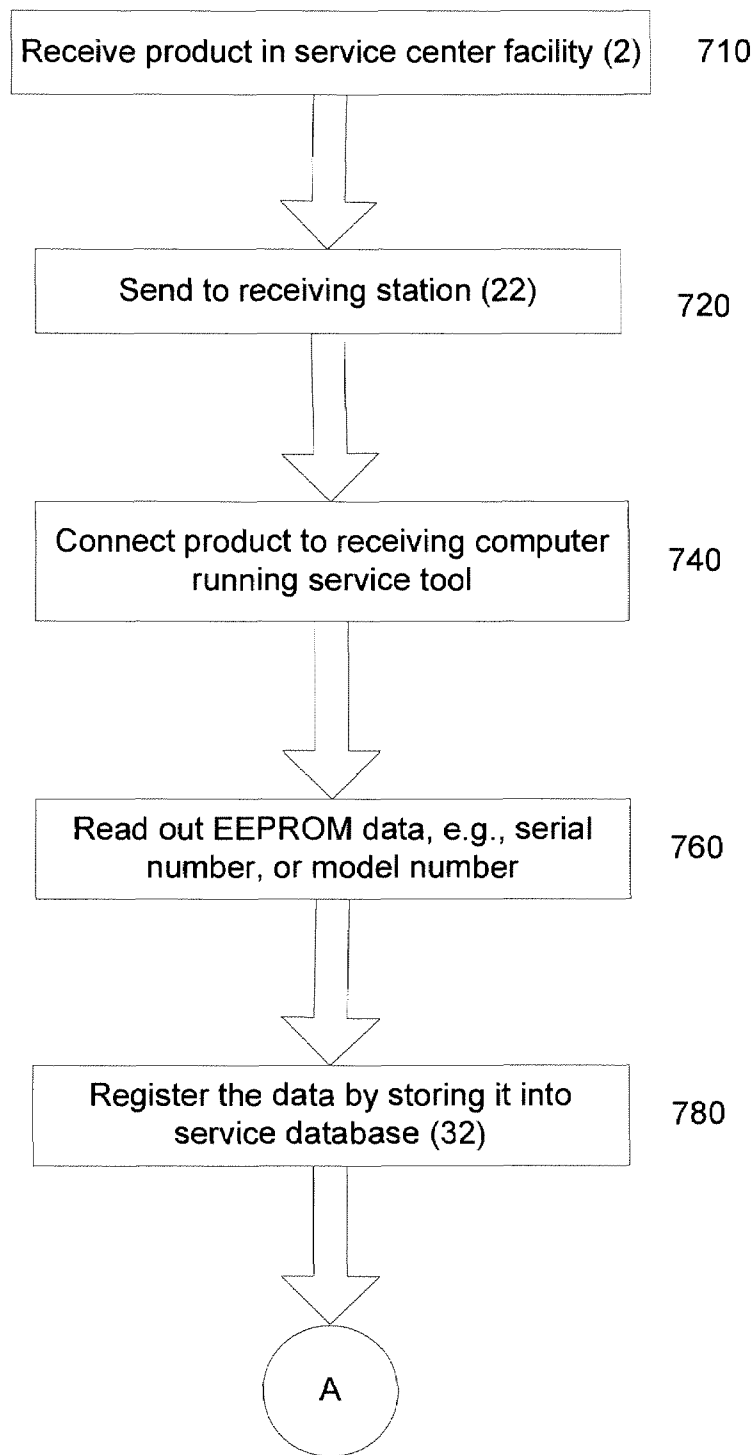 Receive product in service center facility (2) 710
Send to receiving station (22) 720
Connect product to receiving computer
running service tool
740
Read out EEPROM data, e.g., serial
number, or model number
760
Register the data by storing it into
service database (32)
780
A